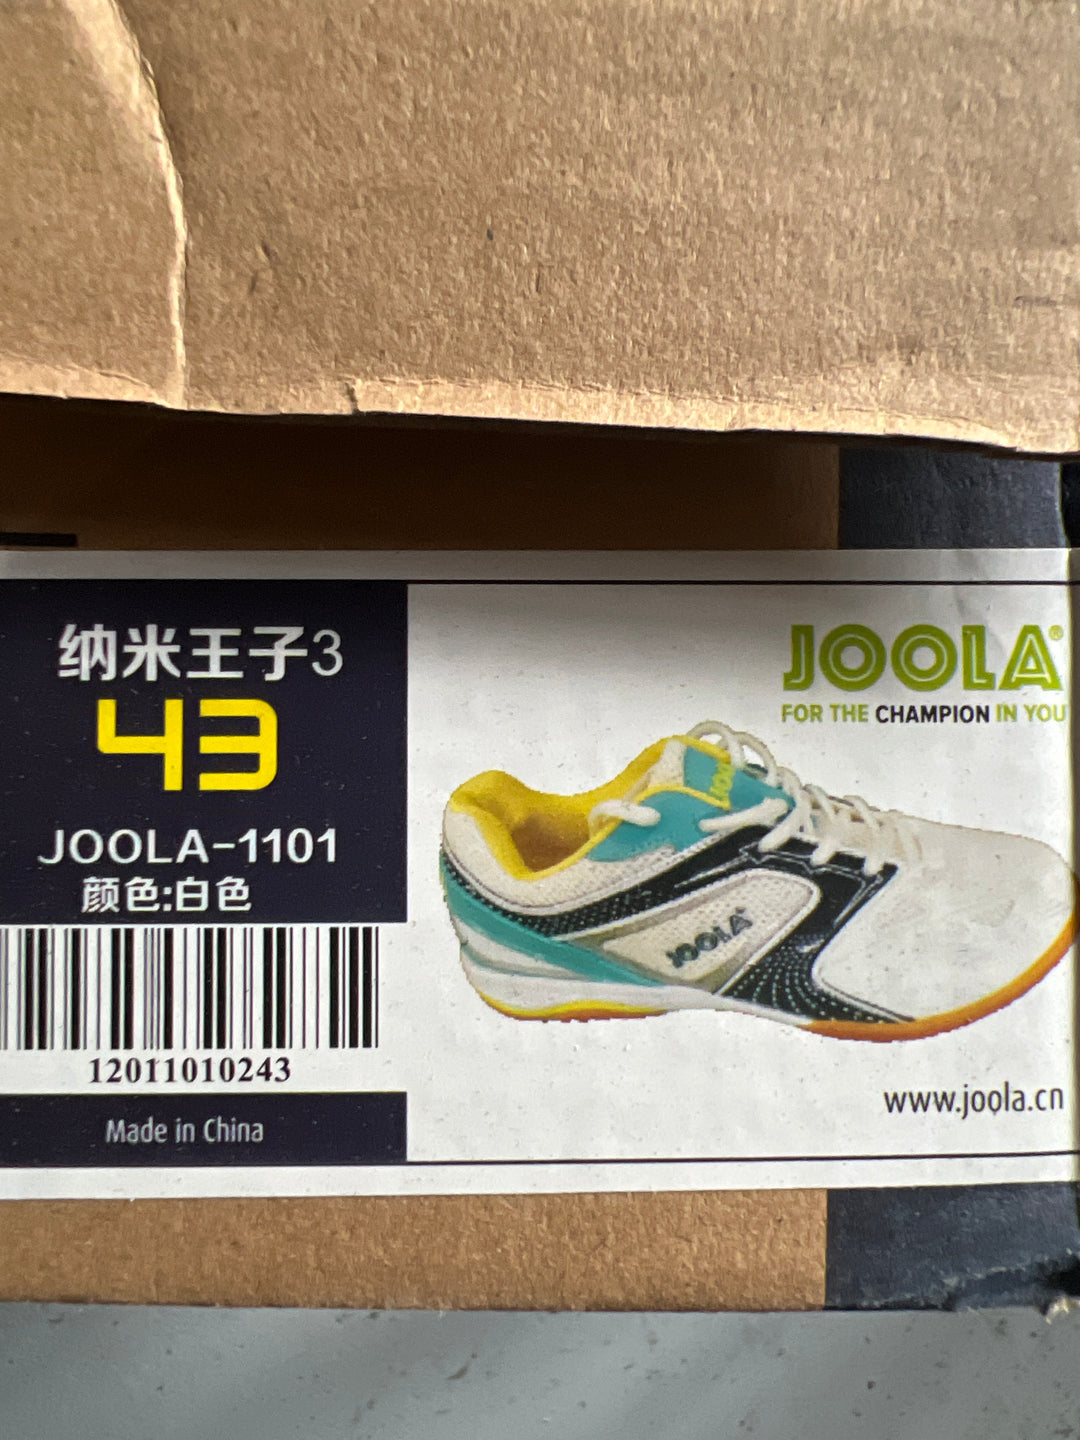 纳米王子3
43
JOOLA-1101
颜色:白色
12011010243
Made in China
JOOLA®
FOR THE CHAMPION IN YOU
JOOLA
JOOLA
www.joola.cn